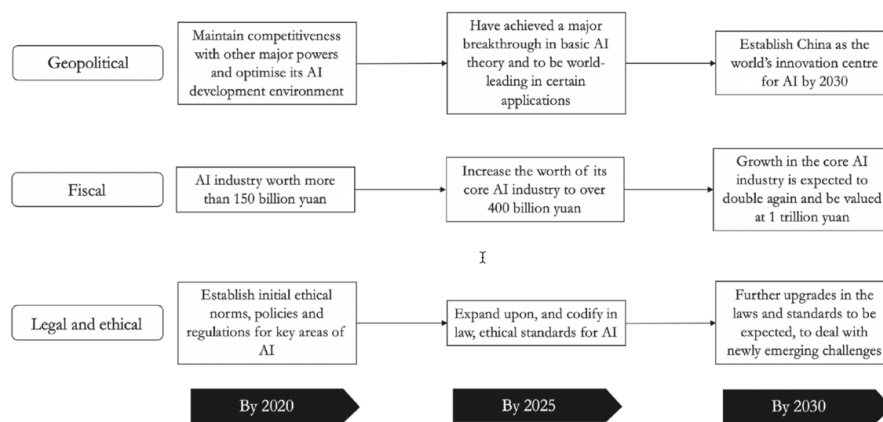 Geopolitical
Maintain competitiveness
with other major powers
and optimise its AI
development environment
Have achieved a major
breakthrough in basic AI
theory and to be world-
leading in certain
applications
Establish China as the
world's innovation centre
for AI by 2030
Fiscal
AI industry worth more
than 150 billion yuan
Increase the worth of its
core AI industry to over
400 billion yuan
Growth in the core AI
industry is expected to
double again and be valued
at 1 trillion yuan
Legal and ethical
Establish initial ethical
norms, policies and
regulations for key areas of
AI
Expand upon, and codify in
law, ethical standards for AI
Further upgrades in the
laws and standards to be
expected, to deal with
newly emerging challenges
By 2020
By 2025
By 2030